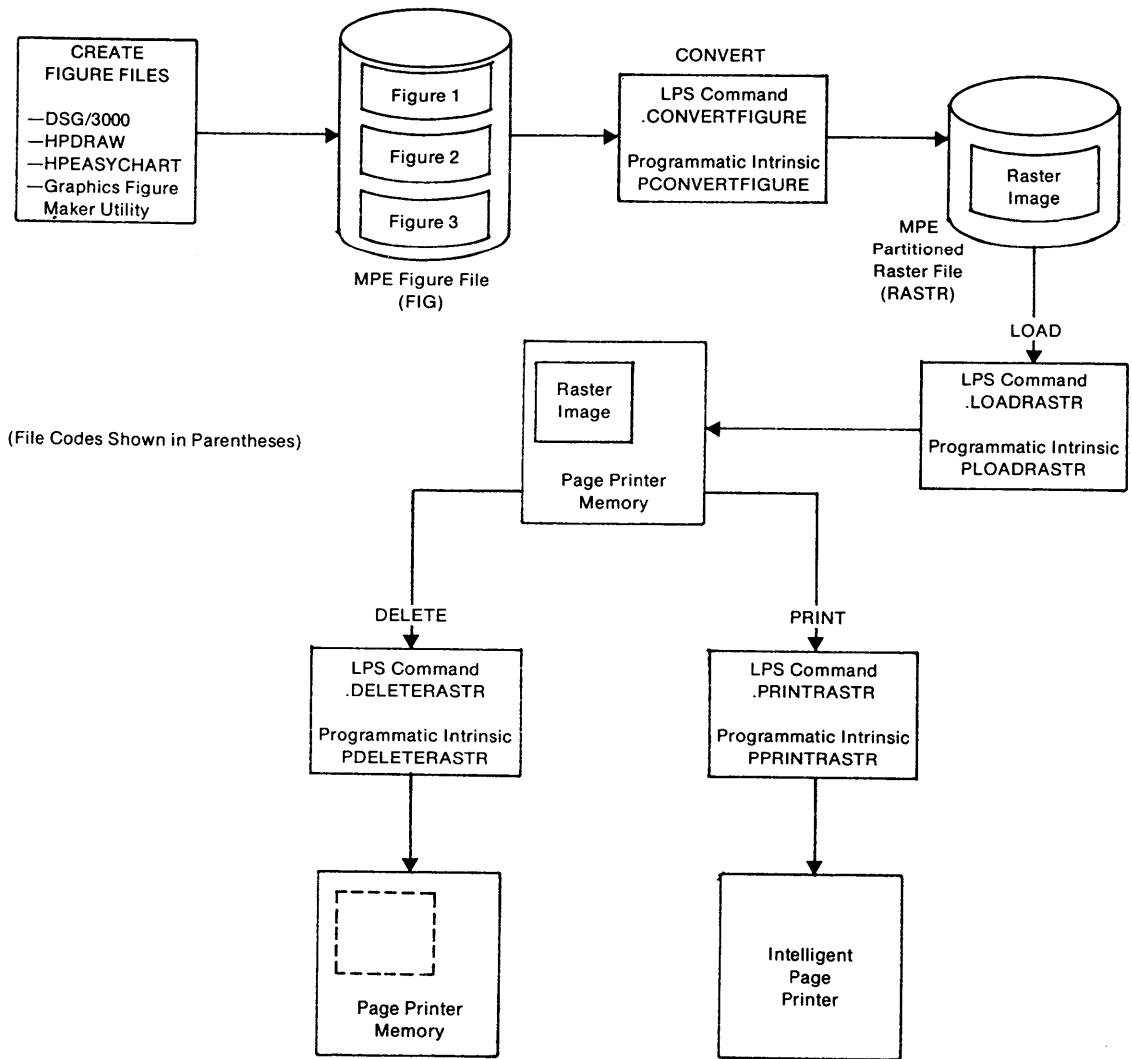 CREATE
FIGURE FILES
—DSG/3000
—HPDRAW
—HPEASYCHART
—Graphics Figure
Maker Utility
Figure 1
Figure 2
Figure 3
MPE Figure File
(FIG)
CONVERT
LPS Command
.CONVERTFIGURE
Programmatic Intrinsic
PCONVERTFIGURE
Raster
Image
MPE
Partitioned
Raster File
(RASTR)
LOAD
LPS Command
.LOADRASTR
Programmatic Intrinsic
PLOADRASTR
Raster
Image
Page Printer
Memory
(File Codes Shown in Parentheses)
DELETE
LPS Command
.DELETERASTR
Programmatic Intrinsic
PDELETERASTR
Page Printer
Memory
PRINT
LPS Command
.PRINTRASTR
Programmatic Intrinsic
PPRINTRASTR
Intelligent
Page
Printer